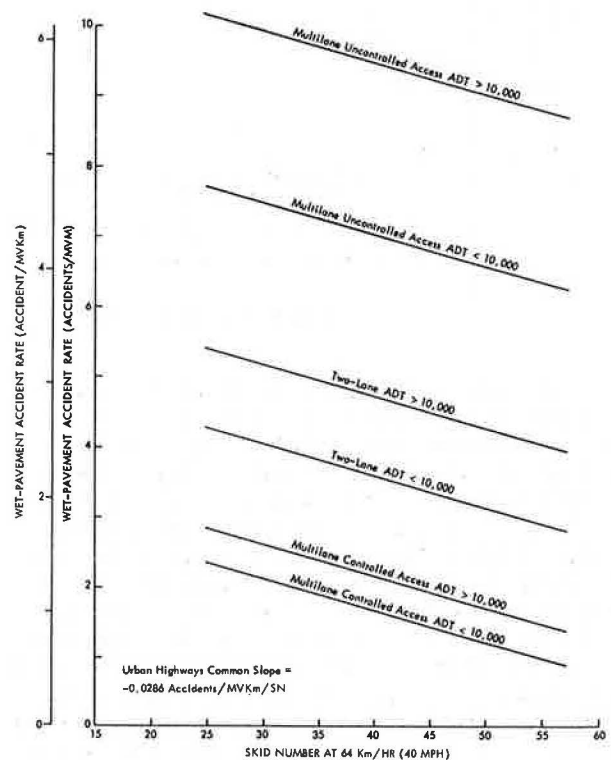 WET-PAVEMENT ACCIDENT RATE (ACCIDENT/MVKm)
6
4
2
0
WET-PAVEMENT ACCIDENT RATE (ACCIDENTS/MVM)
10
8
6
4
2
0
Multilane Uncontrolled Access ADT > 10,000
Multilane Uncontrolled Access ADT < 10,000
Two-Lane ADT > 10,000
Two-Lane ADT < 10,000
Multilane Controlled Access ADT > 10,000
Multilane Controlled Access ADT < 10,000
Urban Highways Common Slope =
-0.0286 Accidents/MVKm/SN
15 20 25 30 35 40 45 50 55 60
SKID NUMBER AT 64 Km/HR (40 MPH)